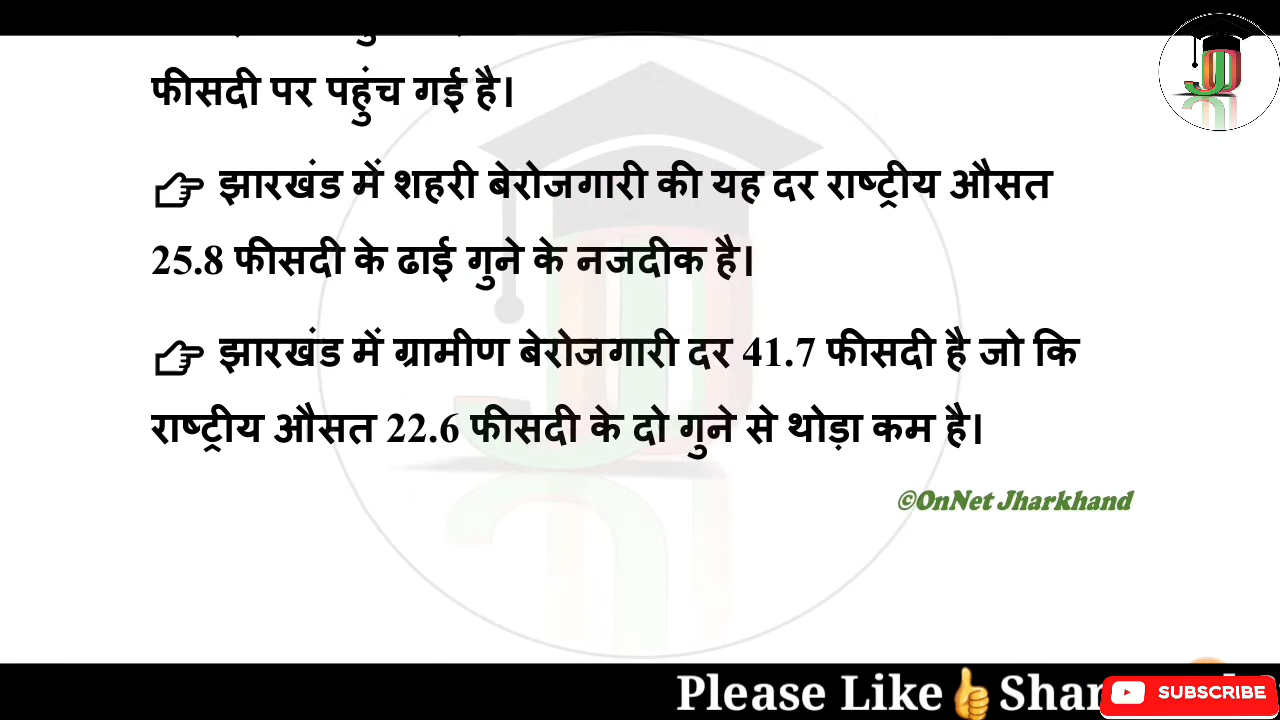 फीसदी पर पहुंच गई है।
👉 झारखंड में शहरी बेरोजगारी की यह दर राष्ट्रीय औसत
25.8 फीसदी के ढाई गुने के नजदीक है।
👉 झारखंड में ग्रामीण बेरोजगारी दर 41.7 फीसदी है जो कि
राष्ट्रीय औसत 22.6 फीसदी के दो गुने से थोड़ा कम है।
©OnNet Jharkhand
Please Like👍Shar
SUBSCRIBE